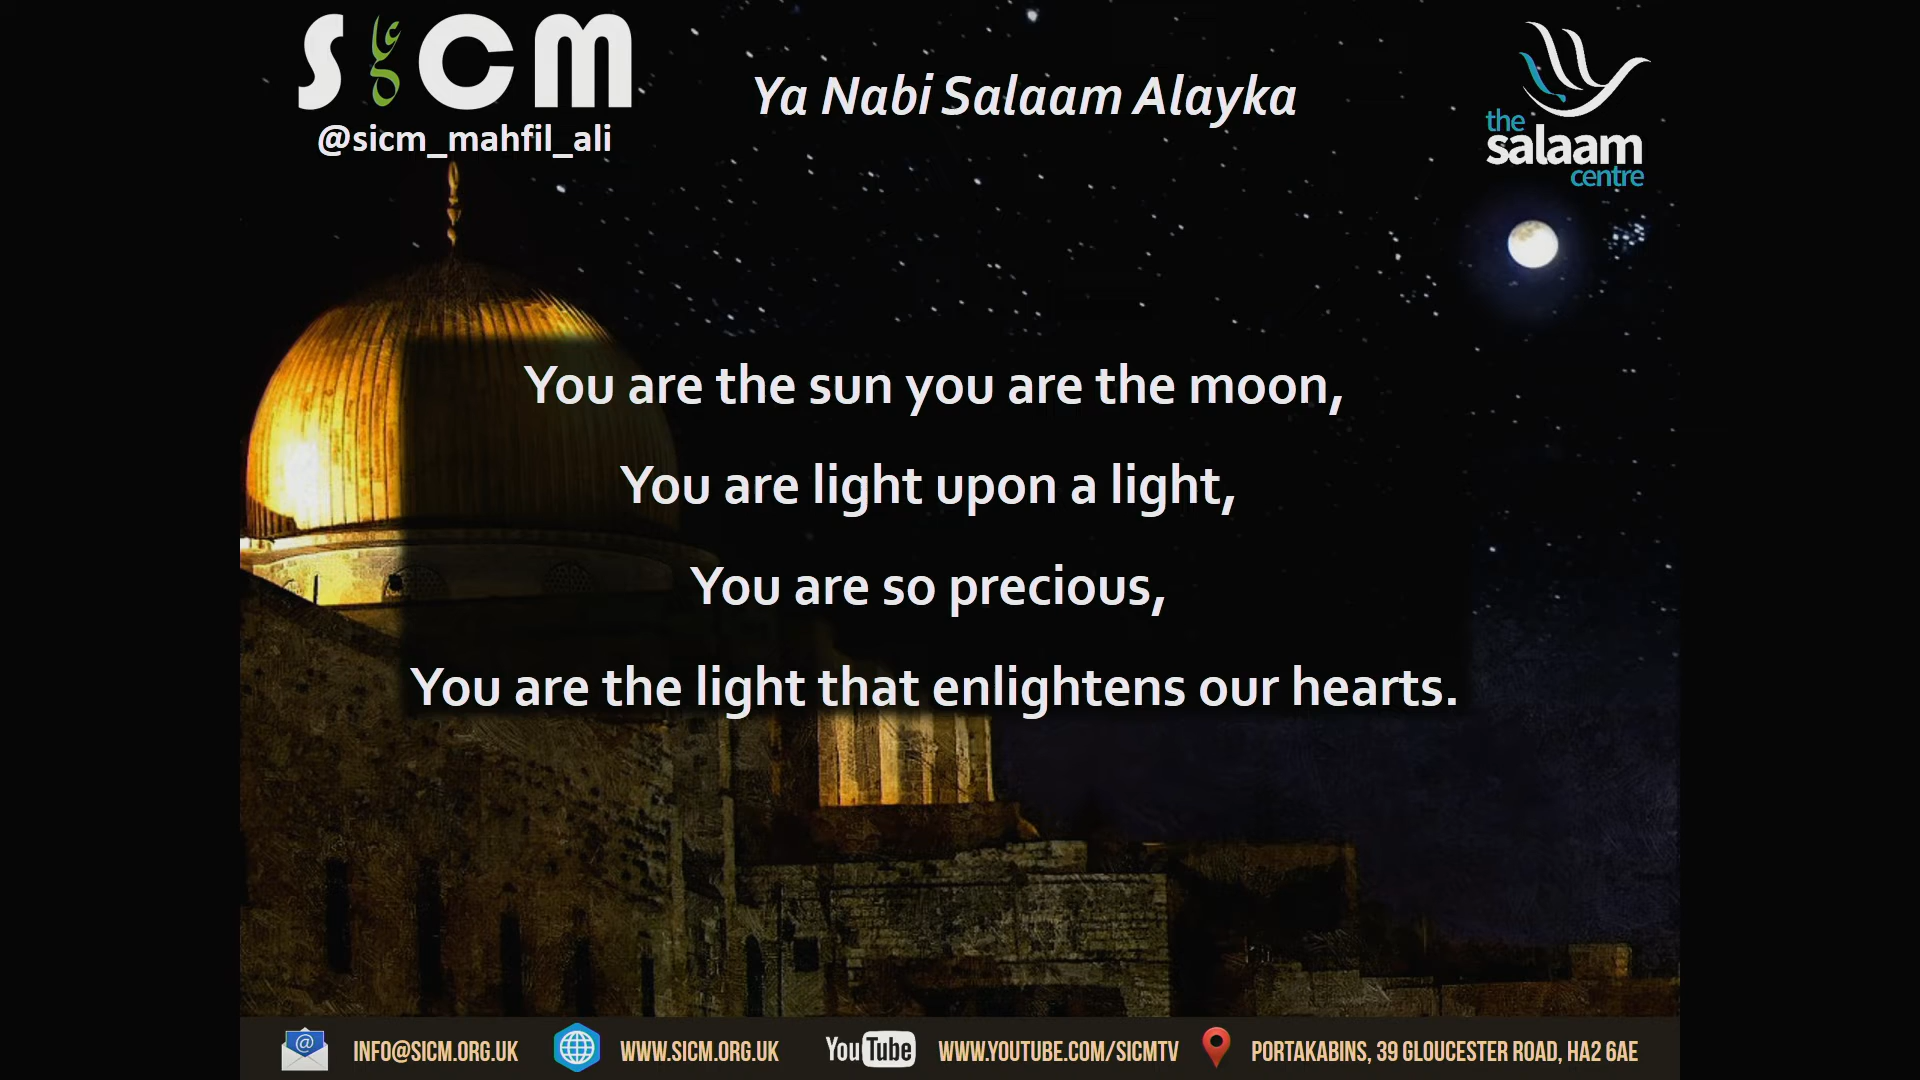 SICM
@sicm_mahfil_ali
Ya Nabi Salaam Alayka
the
salaam
centre
You are the sun you are the moon,
You are light upon a light,
You are so precious,
You are the light that enlightens our hearts.
@ INFO@SICM.ORG.UK WWW.SICM.ORG.UK YouTube WWW.YOUTUBE.COM/SICMTV PORTAKABINS, 39 GLOUCESTER ROAD, HA2 6AE